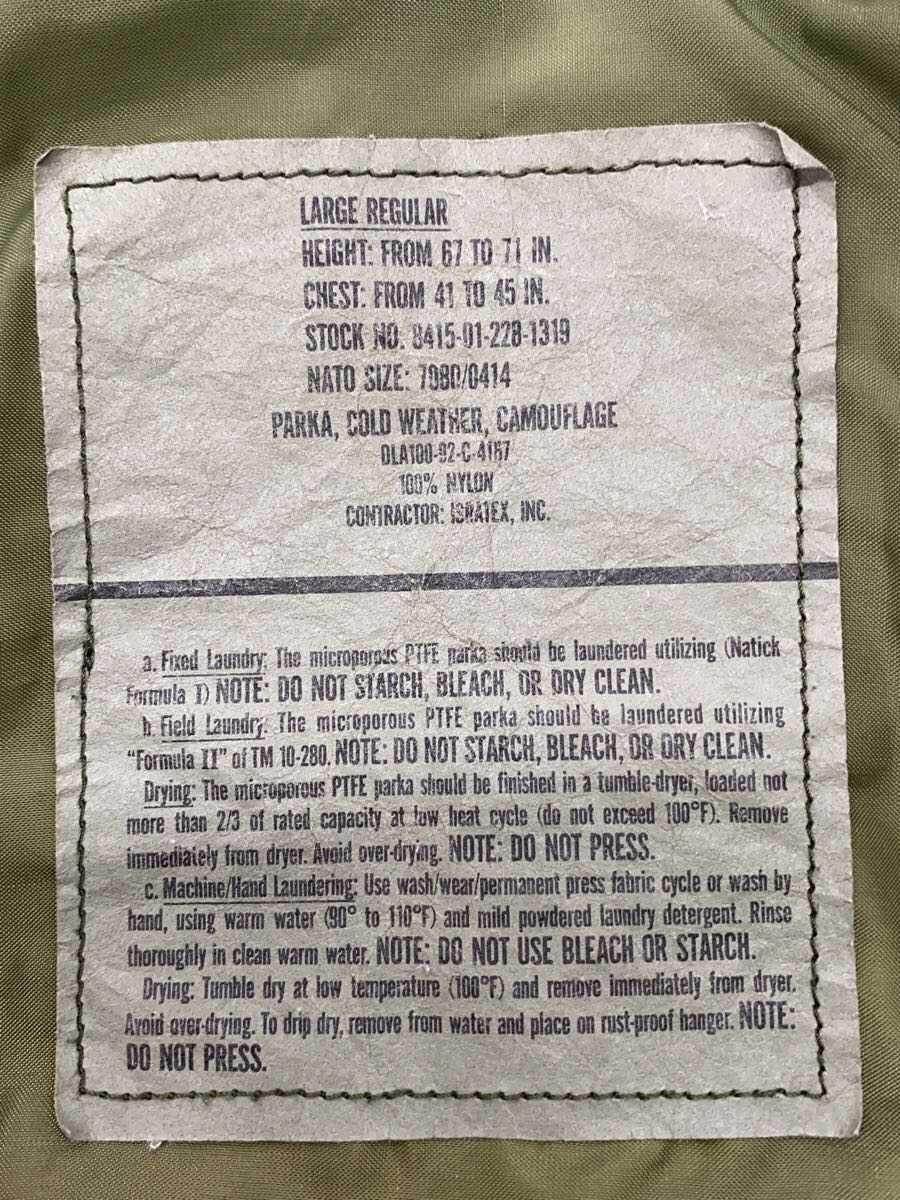 LARGE REGULAR
HEIGHT: FROM 67 TO 71 IN.
CHEST: FROM 41 TO 45 IN.
STOCK NO. 8415-01-228-1319
NATO SIZE: 7080/0414
PARKA, COLD WEATHER, CAMOUFLAGE
DLA100-92-C-4167
100% NYLON
CONTRACTOR: ISRATEX, INC.
a. Fixed Laundry: The microporous PTFE parka should be laundered utilizing (Natick
Formula I) NOTE: DO NOT STARCH, BLEACH, OR DRY CLEAN.
b. Field Laundry: The microporous PTFE parka should be laundered utilizing
“Formula II” of TM 10-280. NOTE: DO NOT STARCH, BLEACH, OR DRY CLEAN.
Drying: The microporous PTFE parka should be finished in a tumble-dryer, loaded not
more than 2/3 of rated capacity at low heat cycle (do not exceed 100°F). Remove
immediately from dryer. Avoid over-drying. NOTE: DO NOT PRESS.
c. Machine/Hand Laundering: Use wash/wear/permanent press fabric cycle or wash by
hand, using warm water (90° to 110°F) and mild powdered laundry detergent. Rinse
thoroughly in clean warm water. NOTE: DO NOT USE BLEACH OR STARCH.
Drying: Tumble dry at low temperature (100°F) and remove immediately from dryer.
Avoid over-drying. To drip dry, remove from water and place on rust-proof hanger. NOTE:
DO NOT PRESS.